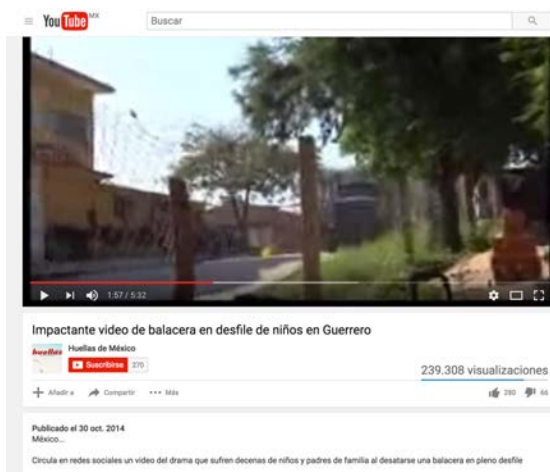 YouTube MX
Buscar
1:57 / 5:32
Impactante video de balacera en desfile de niños en Guerrero
huellas
Huellas de México
Suscribirse 270
239.308 visualizaciones
Añadir a Compartir ••• Más
280 66
Publicado el 30 oct. 2014
México...
Circula en redes sociales un video del drama que sufren decenas de niños y padres de familia al desatarse una balacera en pleno desfile